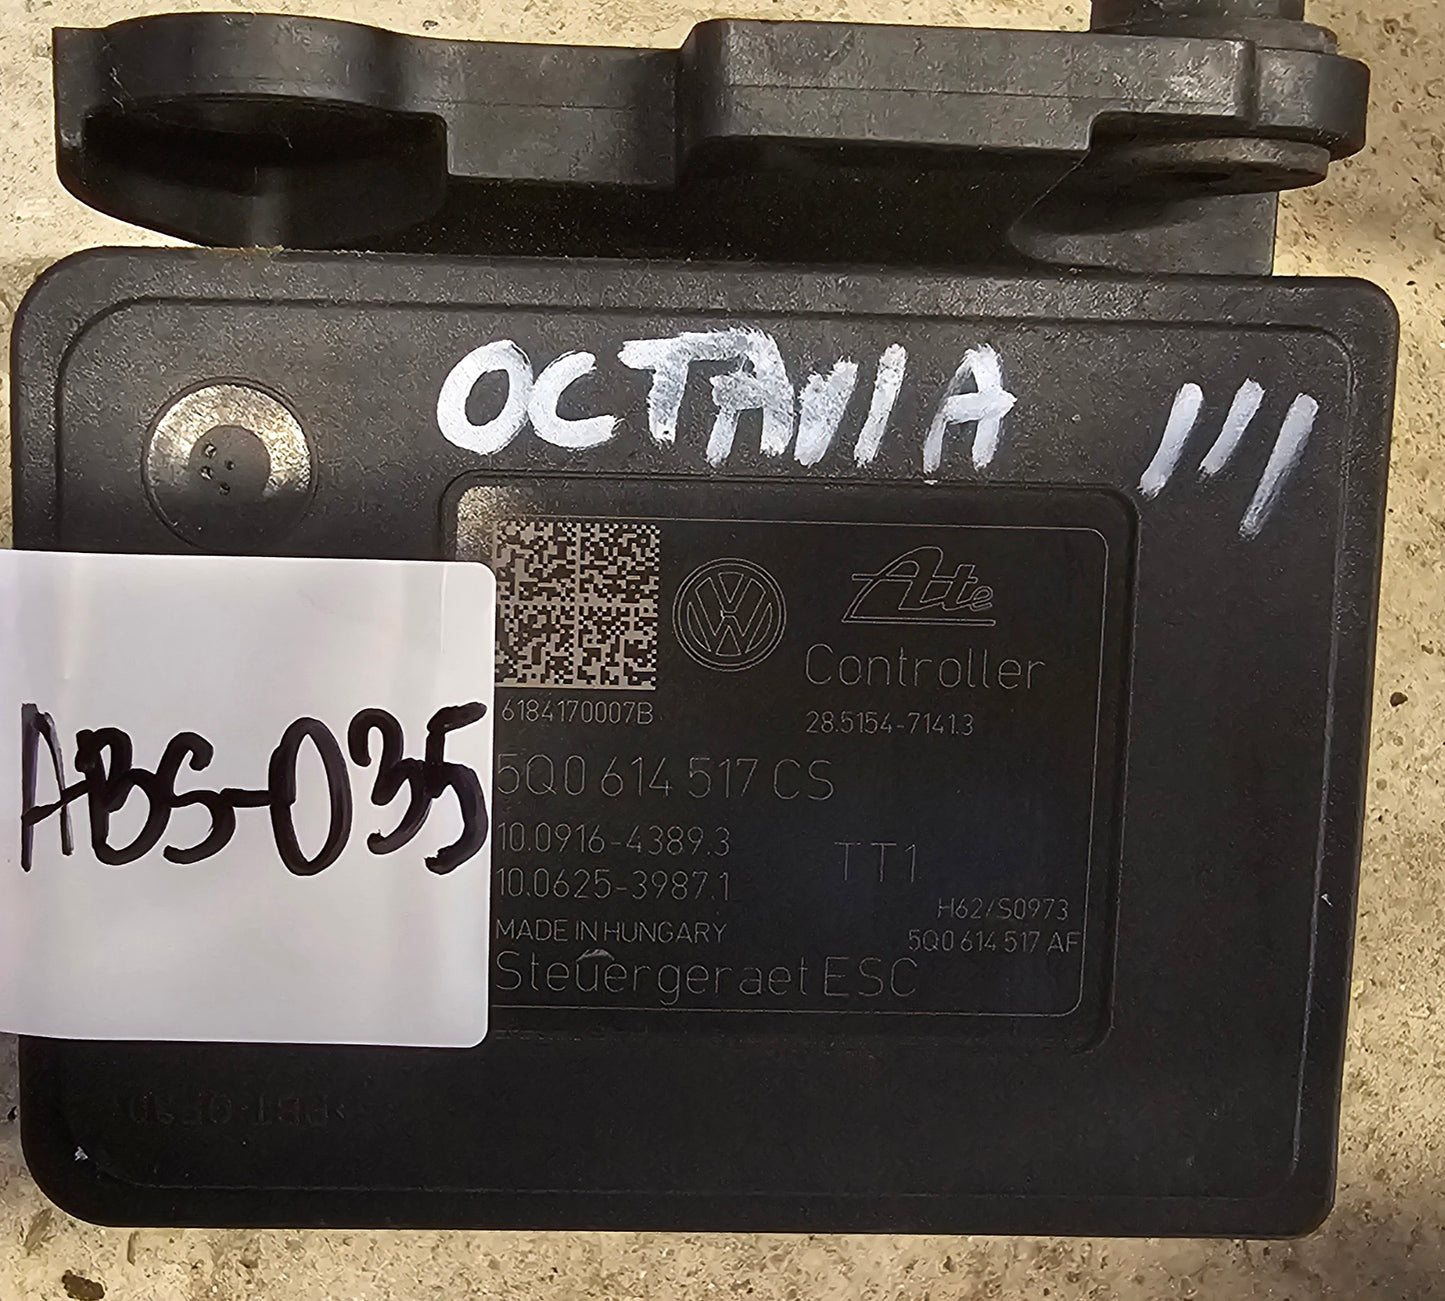 OCTAVIA III
Ate
Controller
6184170007B
28.5154-7141.3
5Q0 614 517 CS
10.0916-4389.3
TT1
10.0625-3987.1
H62/S0973
MADE IN HUNGARY
5Q0 614 517 AF
Steuergeraet ESC
ABS-035